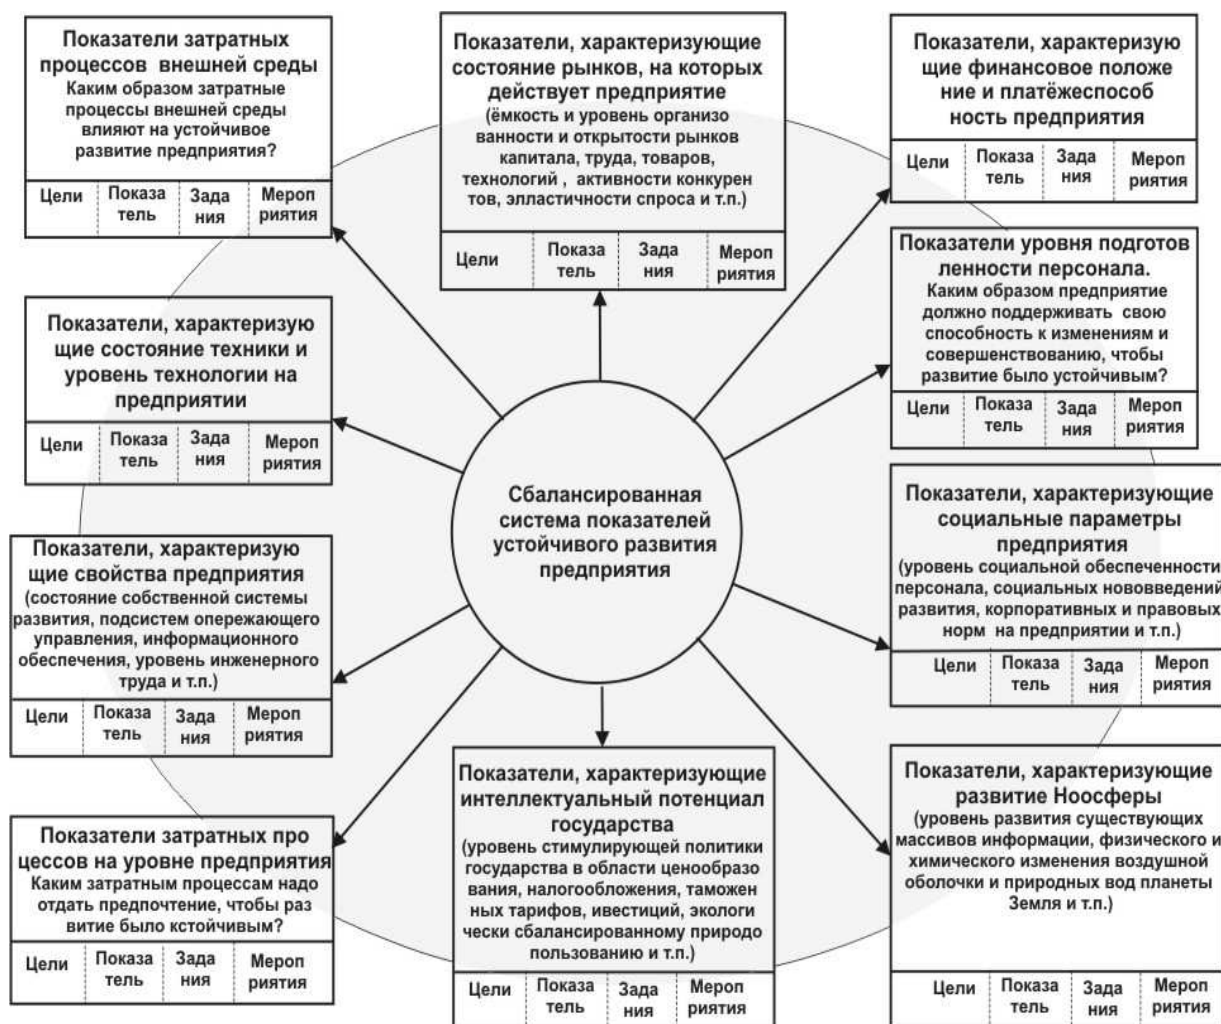 Показатели затратных
процессов внешней среды
Каким образом затратные
процессы внешней среды
влияют на устойчивое
развитие предприятия?
Цели
Показа
тель
Зада
ния
Мероп
риятия
Показатели, характеризующие
состояние рынков, на которых
действует предприятие
(ёмкость и уровень организо
ванности и открытости рынков
капитала, труда, товаров,
технологий , активности конкурен
тов, элластичности спроса и т.п.)
Цели
Показа
тель
Зада
ния
Мероп
риятия
Показатели, характеризую
щие финансовое положе
ние и платёжеспособ
ность предприятия
Цели
Показа
тель
Зада
ния
Мероп
риятия
Показатели уровня подготов
ленности персонала.
Каким образом предприятие
должно поддерживать свою
способность к изменениям и
совершенствованию, чтобы
развитие было устойчивым?
Цели
Показа
тель
Зада
ния
Мероп
риятия
Показатели, характеризую
щие состояние техники и
уровень технологии на
предприятии
Цели
Показа
тель
Зада
ния
Мероп
риятия
Сбалансированная
система показателей
устойчивого развития
предприятия
Показатели, характеризующие
социальные параметры
предприятия
(уровень социальной обеспеченности
персонала, социальных нововведений
развития, корпоративных и правовых
норм на предприятии и т.п.)
Цели
Показа
тель
Зада
ния
Мероп
риятия
Показатели, характеризую
щие свойства предприятия
(состояние собственной системы
развития, подсистем опережающего
управления, информационного
обеспечения, уровень инженерного
труда и т.п.)
Цели
Показа
тель
Зада
ния
Мероп
риятия
Показатели затратных про
цессов на уровне предприятия
Каким затратным процессам надо
отдать предпочтение, чтобы раз
витие было кстойчивым?
Цели
Показа
тель
Зада
ния
Мероп
риятия
Показатели, характеризующие
интеллектуальный потенциал
государства
(уровень стимулирующей политики
государства в области ценообразо
вания, налогообложения, таможен
ных тарифов, ивестиций, экологи
чески сбалансированному природо
пользованию и т.п.)
Цели
Показа
тель
Зада
ния
Мероп
риятия
Показатели, характеризующие
развитие Ноосферы
(уровень развития существующих
массивов информации, физического и
химического изменения воздушной
оболочки и природных вод планеты
Земля и т.п.)
Цели
Показа
тель
Зада
ния
Мероп
риятия